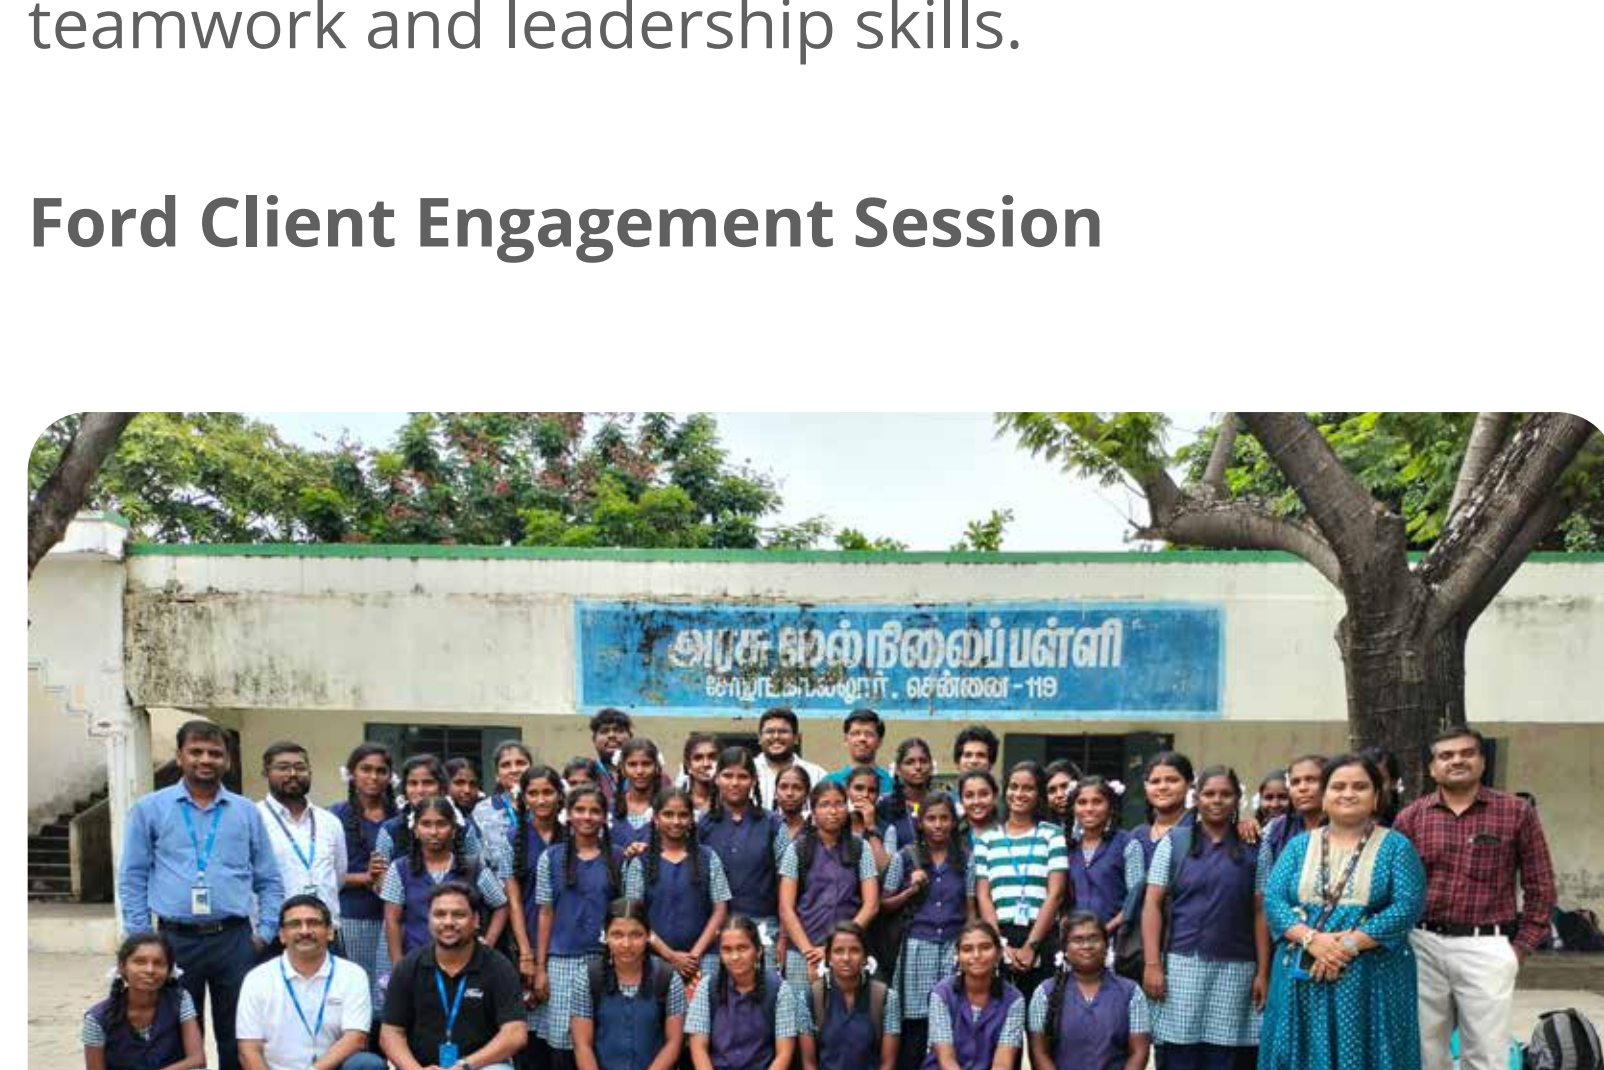 teamwork and leadership skills.
Ford Client Engagement Session
அரசு மேல்நிலைப் பள்ளி
சென்னை - 119